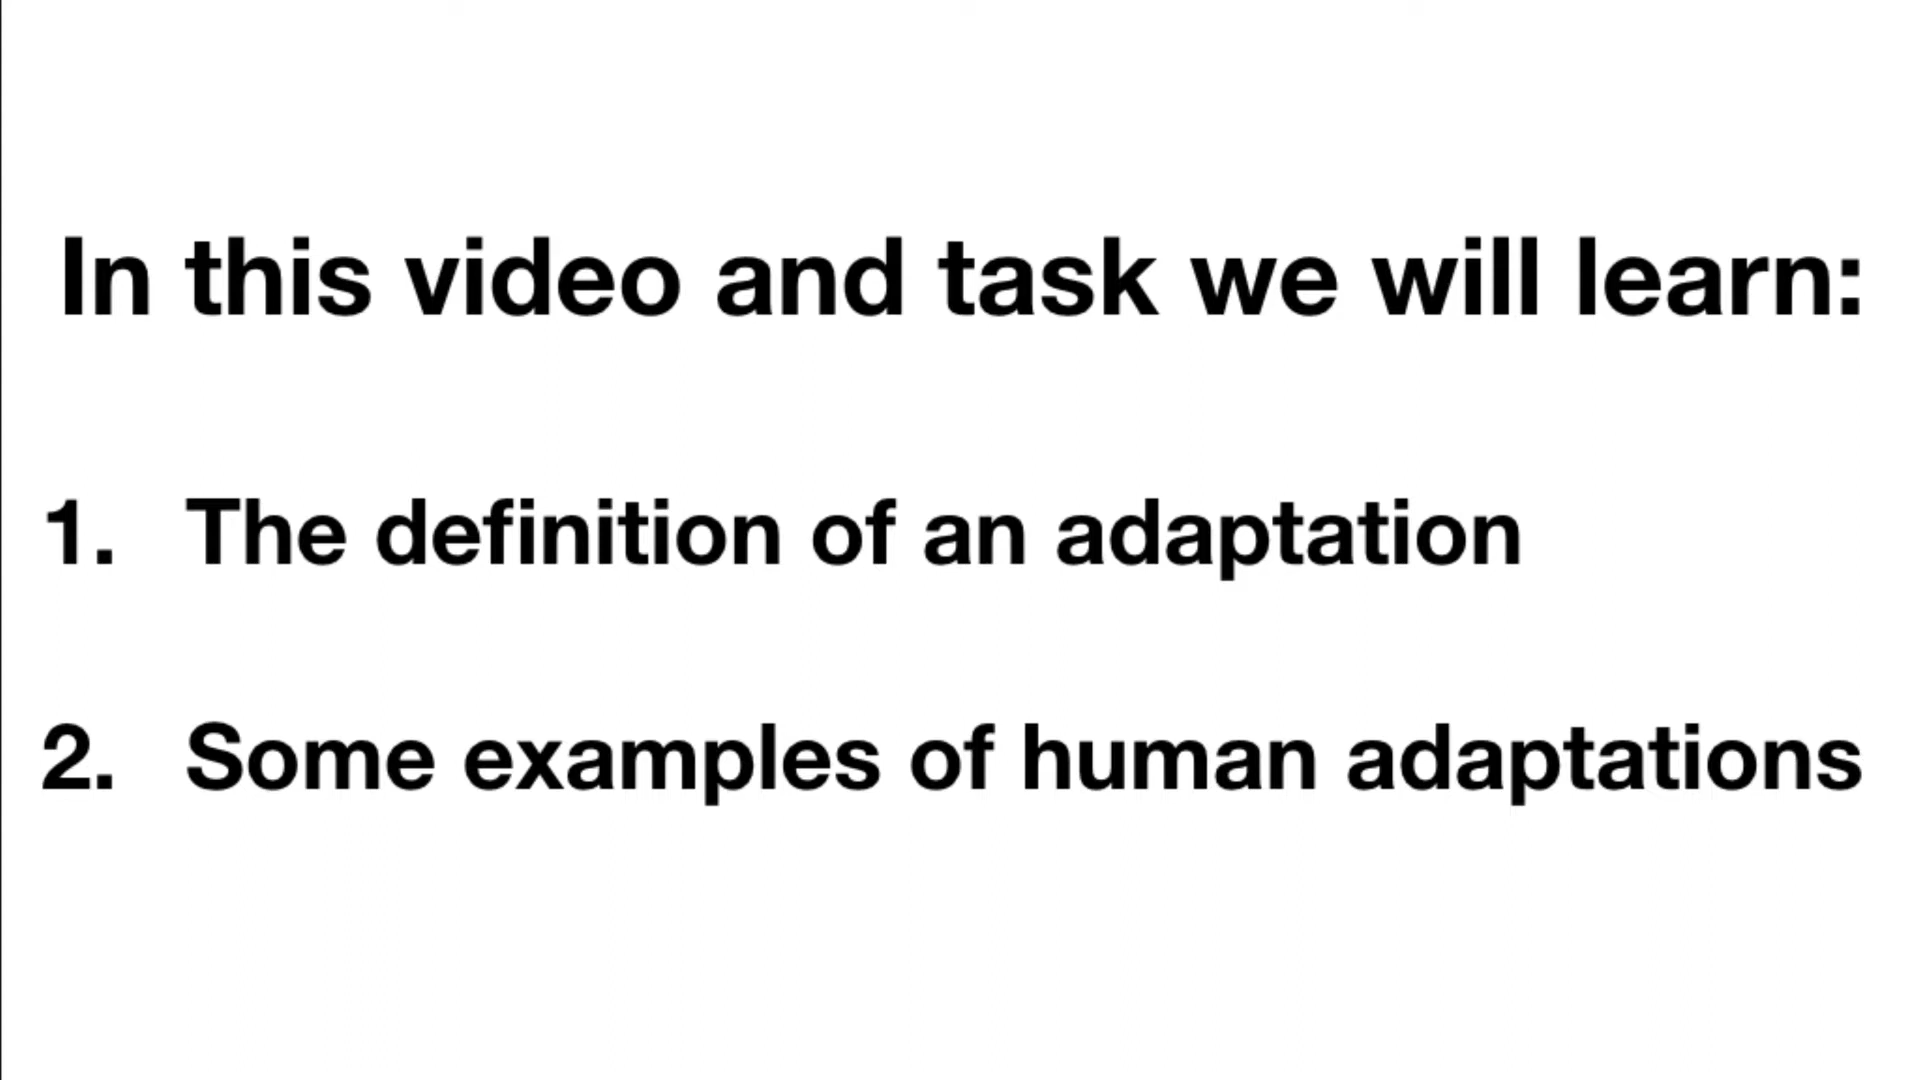 In this video and task we will learn:
1. The definition of an adaptation
2. Some examples of human adaptations